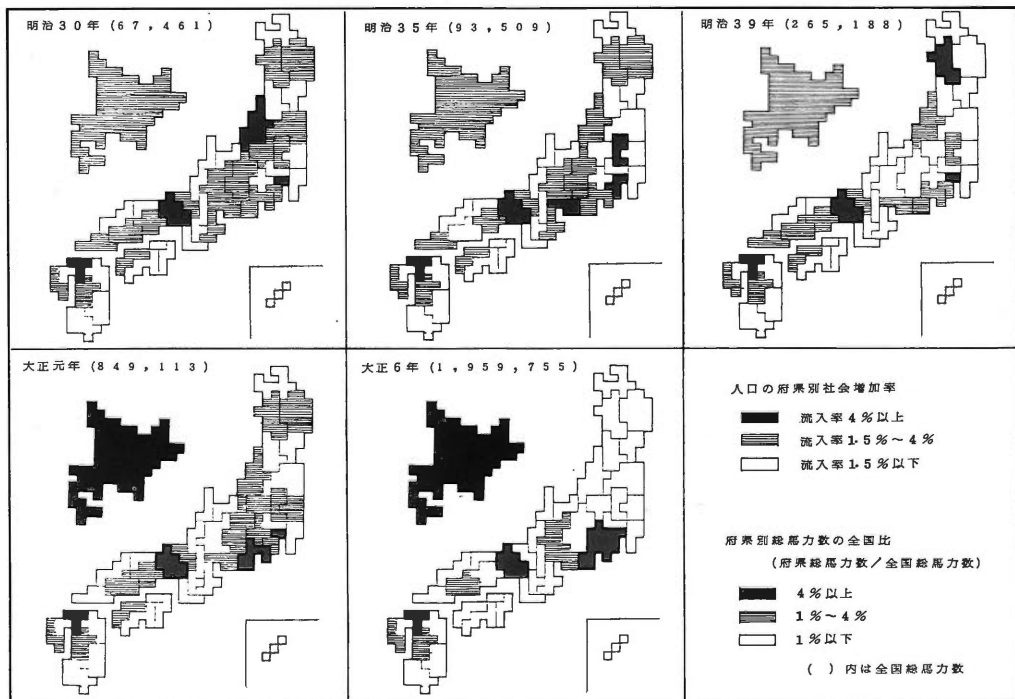 明治30年(67,461)
明治35年(93,509)
明治39年(265,188)
大正元年(849,113)
大正6年(1,959,755)
人口の府県別社会増加率
流入率4%以上
流入率1.5%~4%
流入率1.5%以下
府県別総馬力数の全国比
(府県総馬力数/全国総馬力数)
4%以上
1%~4%
1%以下
( )内は全国総馬力数